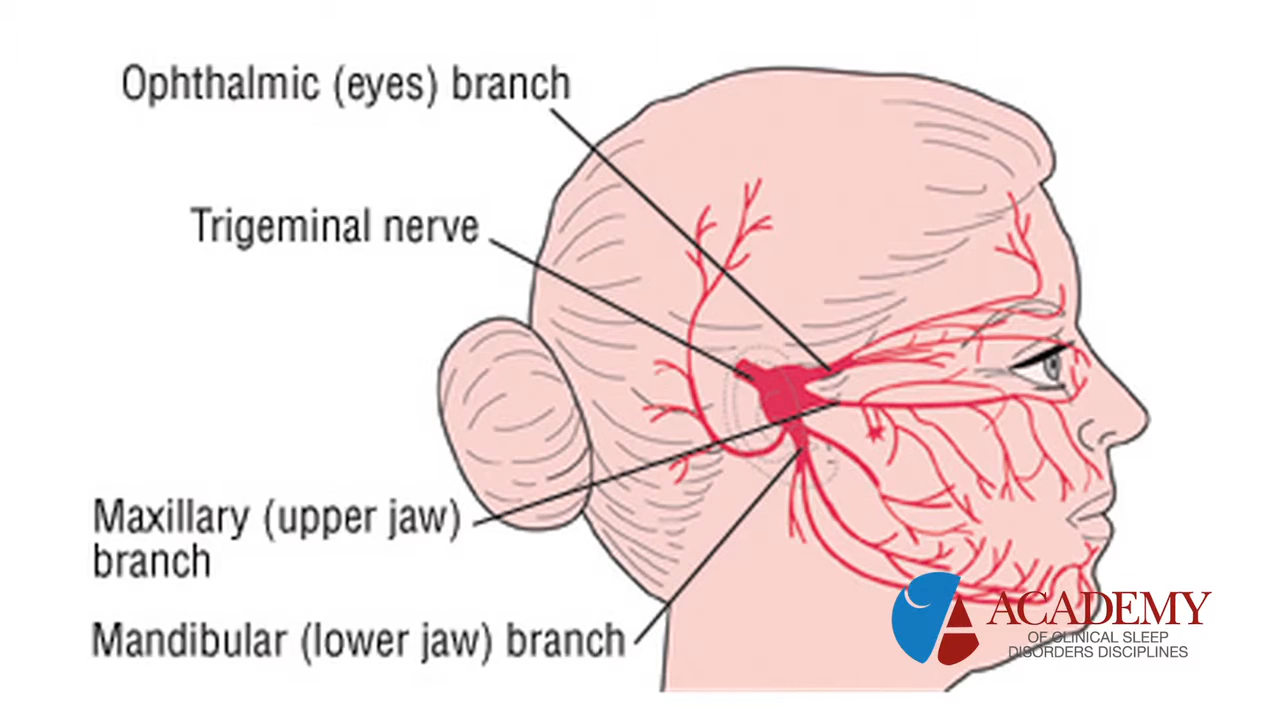 Ophthalmic (eyes) branch
Trigeminal nerve
Maxillary (upper jaw)
branch
Mandibular (lower jaw) branch
ACADEMY
OF CLINICAL SLEEP
DISORDERS DISCIPLINES